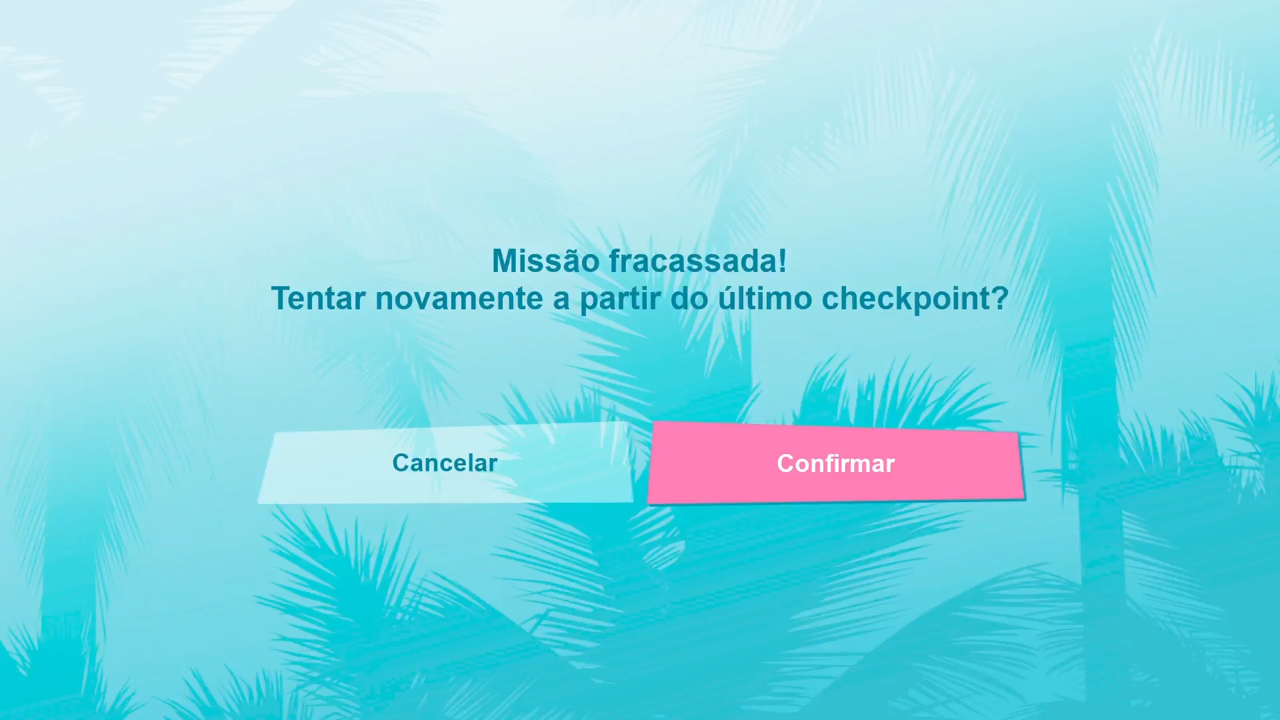 Missão fracassada!
Tentar novamente a partir do último checkpoint?
Cancelar
Confirmar